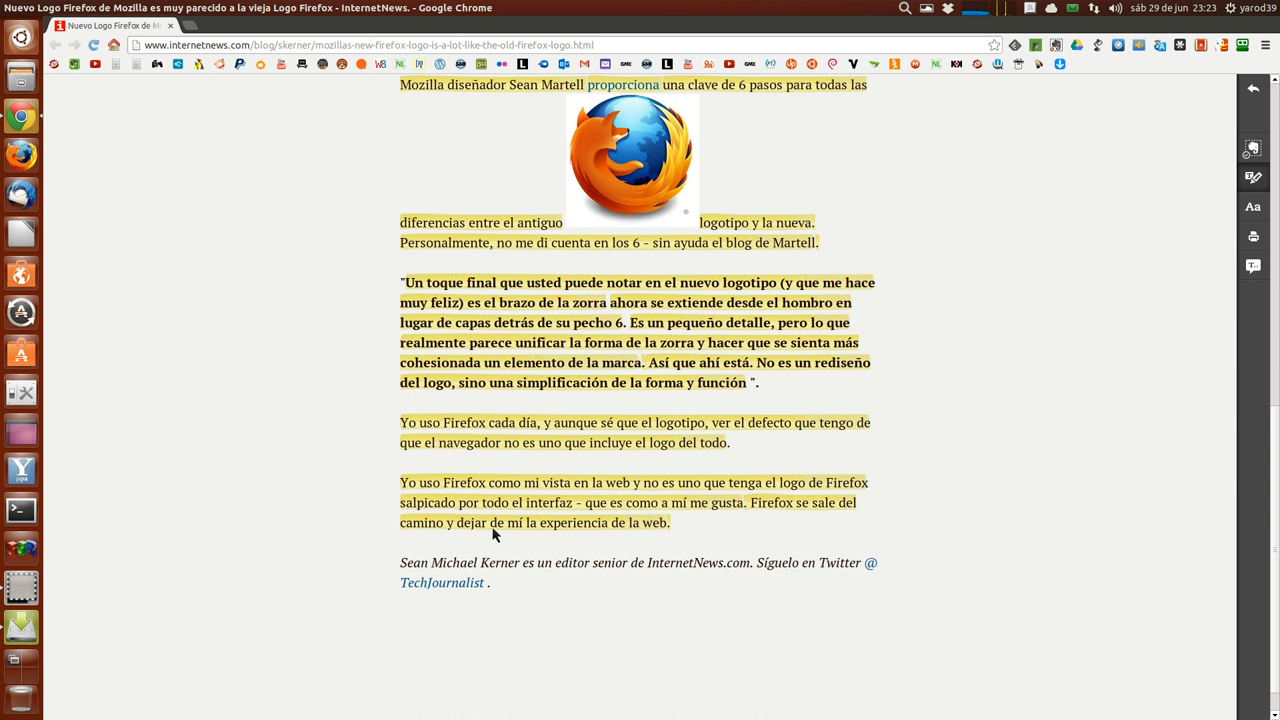 Nuevo Logo Firefox de Mozilla es muy parecido a la vieja Logo Firefox - InternetNews. - Google Chrome
sáb 29 de jun 23:23 yarod39
Nuevo Logo Firefox de M
www.internetnews.com/blog/skerner/mozillas-new-firefox-logo-is-a-lot-like-the-old-firefox-logo.html
Mozilla diseñador Sean Martell proporciona una clave de 6 pasos para todas las
diferencias entre el antiguo logotipo y la nueva.
Personalmente, no me di cuenta en los 6 - sin ayuda el blog de Martell.
"Un toque final que usted puede notar en el nuevo logotipo (y que me hace
muy feliz) es el brazo de la zorra ahora se extiende desde el hombro en
lugar de capas detrás de su pecho 6. Es un pequeño detalle, pero lo que
realmente parece unificar la forma de la zorra y hacer que se sienta más
cohesionada un elemento de la marca. Así que ahí está. No es un rediseño
del logo, sino una simplificación de la forma y función ".
Yo uso Firefox cada día, y aunque sé que el logotipo, ver el defecto que tengo de
que el navegador no es uno que incluye el logo del todo.
Yo uso Firefox como mi vista en la web y no es uno que tenga el logo de Firefox
salpicado por todo el interfaz - que es como a mí me gusta. Firefox se sale del
camino y dejar de mí la experiencia de la web.
Sean Michael Kerner es un editor senior de InternetNews.com. Síguelo en Twitter @
TechJournalist .
Aa